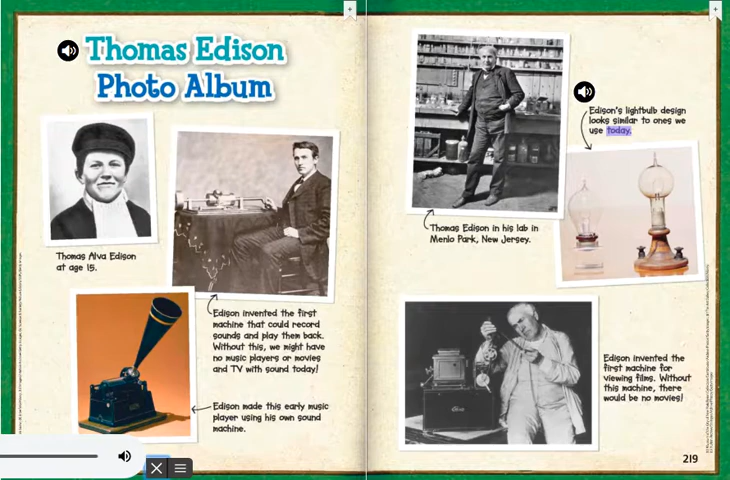 Thomas Edison
Photo Album
Thomas Alva Edison
at age 15.
Edison invented the first
machine that could record
sounds and play them back.
Without this, we might have
no music players or movies
and TV with sound today!
Edison made this early music
player using his own sound
machine.
Thomas Edison in his lab in
Menlo Park, New Jersey.
Edison's lightbulb design
looks similar to ones we
use today.
Edison invented the
first machine for
viewing films. Without
this machine, there
would be no movies!
219